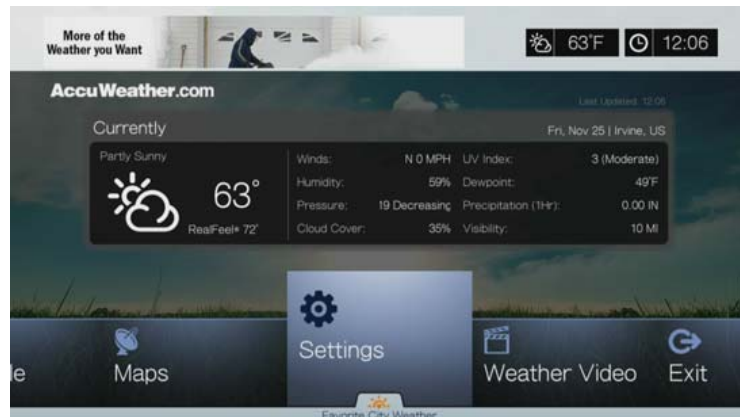 More of the
Weather you Want
63°F 12:06
AccuWeather.com
Last Updated: 12:06
Currently
Fri, Nov 25 | Irvine, US
Partly Sunny
63°
RealFeel® 72°
Winds: N 0 MPH
Humidity: 59%
Pressure: 19 Decreasing
Cloud Cover: 35%
UV Index: 3 (Moderate)
Dewpoint: 49°F
Precipitation (1Hr): 0.00 IN
Visibility: 10 MI
le
Maps
Settings
Weather Video
Exit
Favorite City Weather